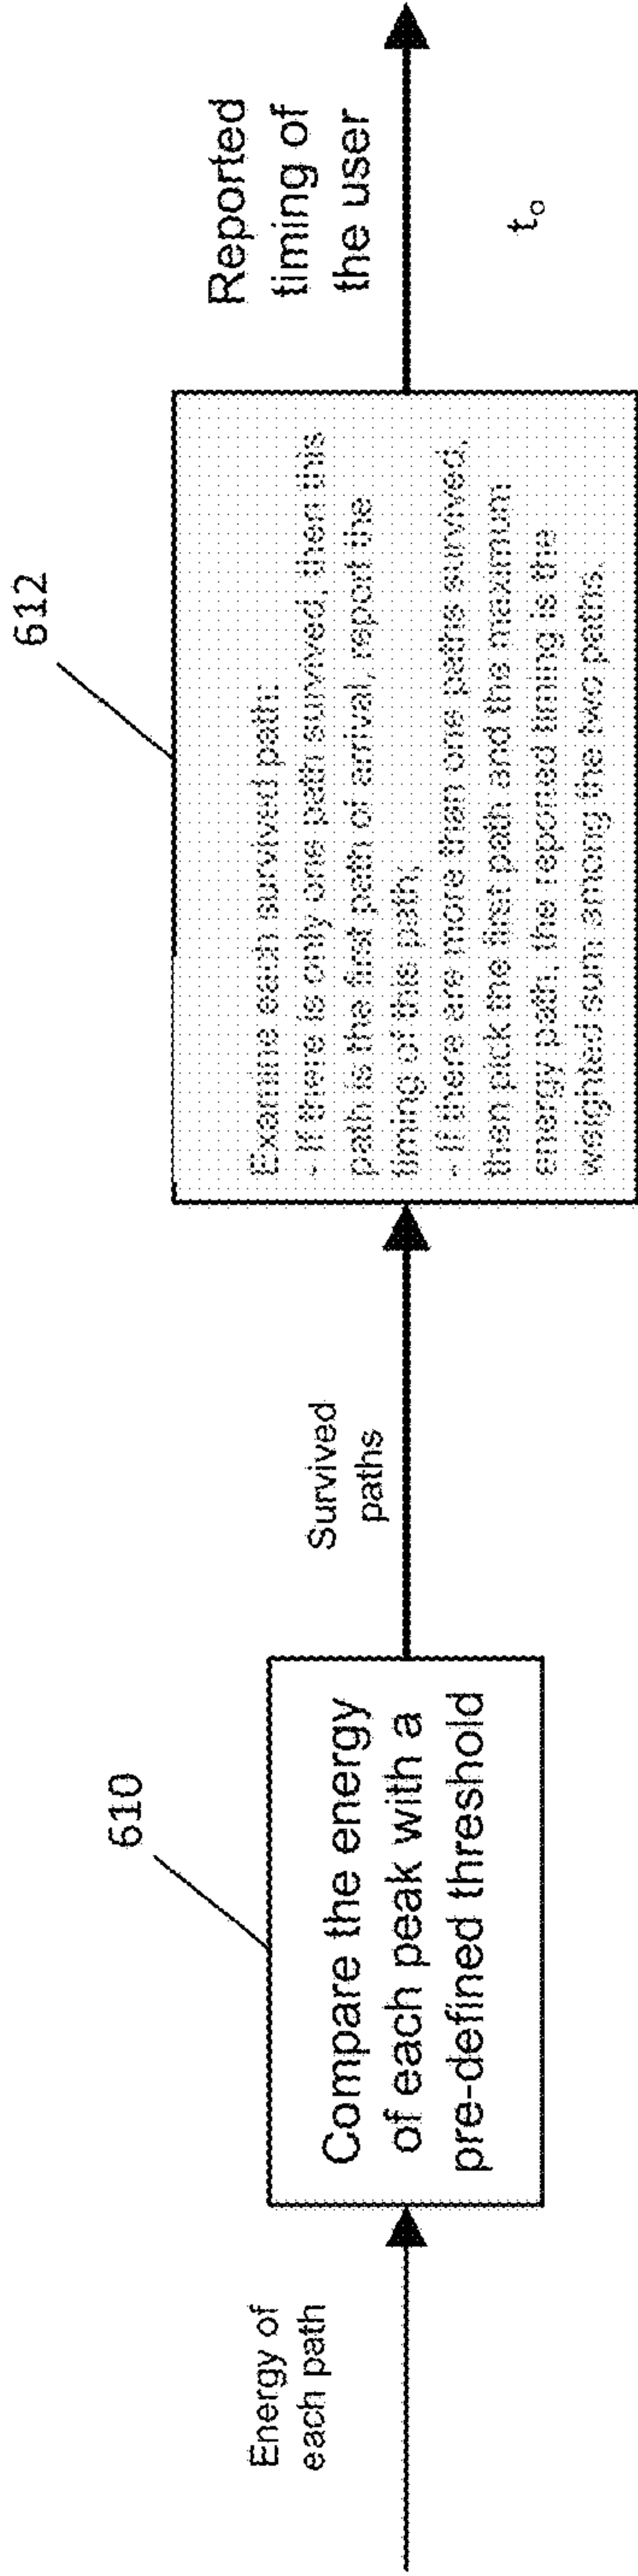 Energy of
each path
610
Compare the energy
of each peak with a
pre-defined threshold
Survived
paths
612
Examine each survived path:
- If there is only one path survived, then this
path is the first path of arrival, report the
timing of this path,
- If there are more than one paths survived,
then pick the first path and the maximum
energy path, the reported timing is the
weighted sum among the two paths.
Reported
timing of
the user
to